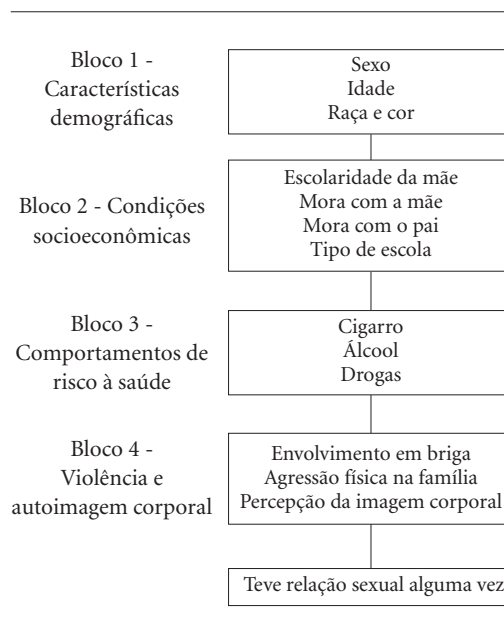 Bloco 1 -
Características
demográficas
Sexo
Idade
Raça e cor
Bloco 2 - Condições
socioeconômicas
Escolaridade da mãe
Mora com a mãe
Mora com o pai
Tipo de escola
Bloco 3 -
Comportamentos de
risco à saúde
Cigarro
Álcool
Drogas
Bloco 4 -
Violência e
autoimagem corporal
Envolvimento em briga
Agressão física na família
Percepção da imagem corporal
Teve relação sexual alguma vez